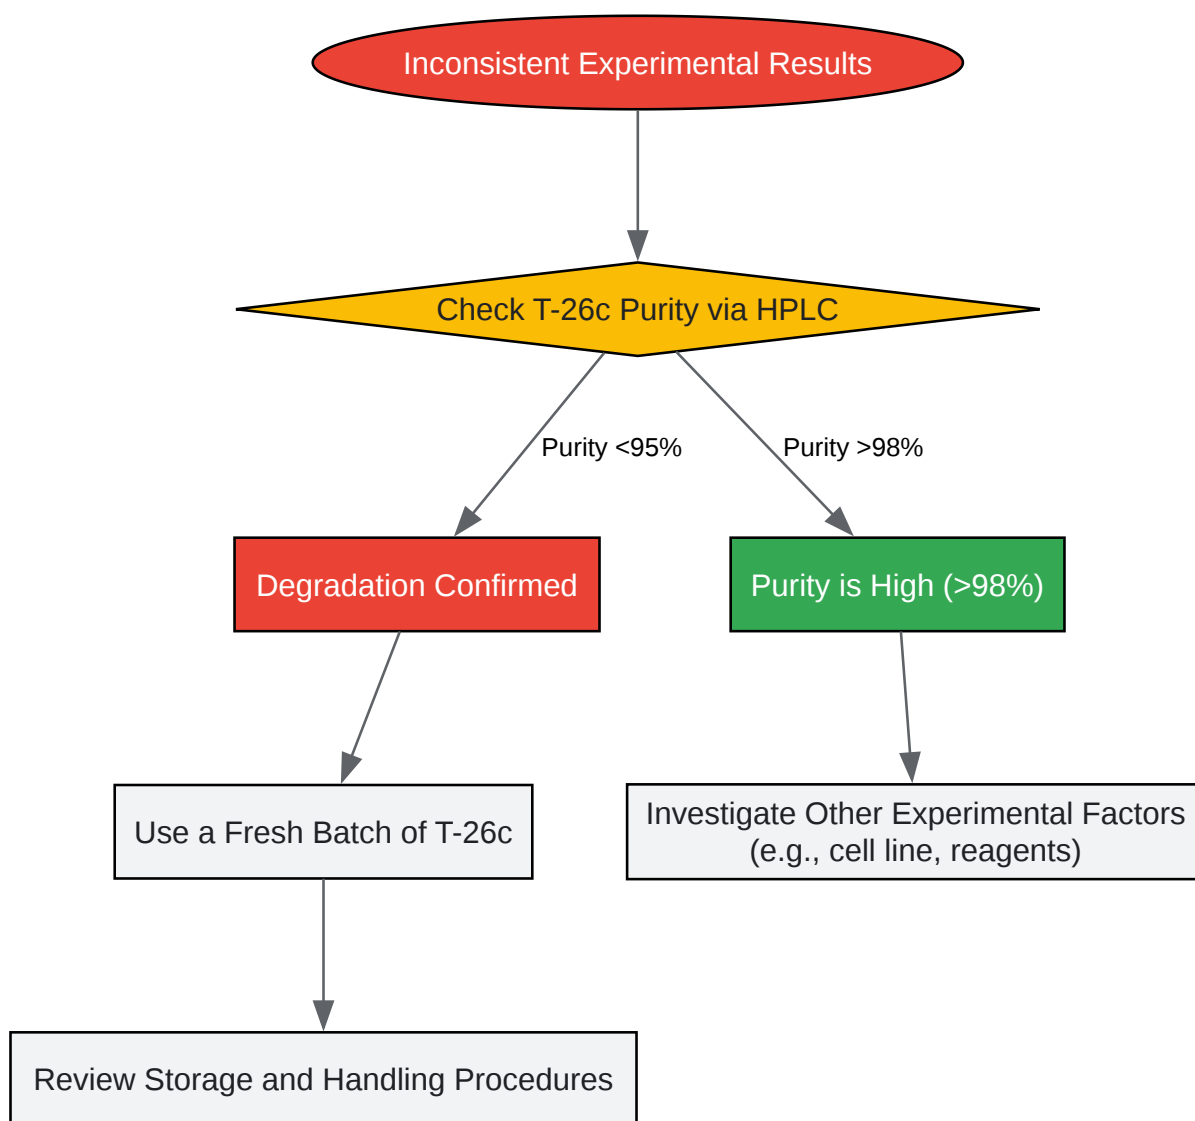 Inconsistent Experimental Results
Check T-26c Purity via HPLC
Purity <95%
Purity >98%
Degradation Confirmed
Purity is High (>98%)
Use a Fresh Batch of T-26c
Investigate Other Experimental Factors
(e.g., cell line, reagents)
Review Storage and Handling Procedures